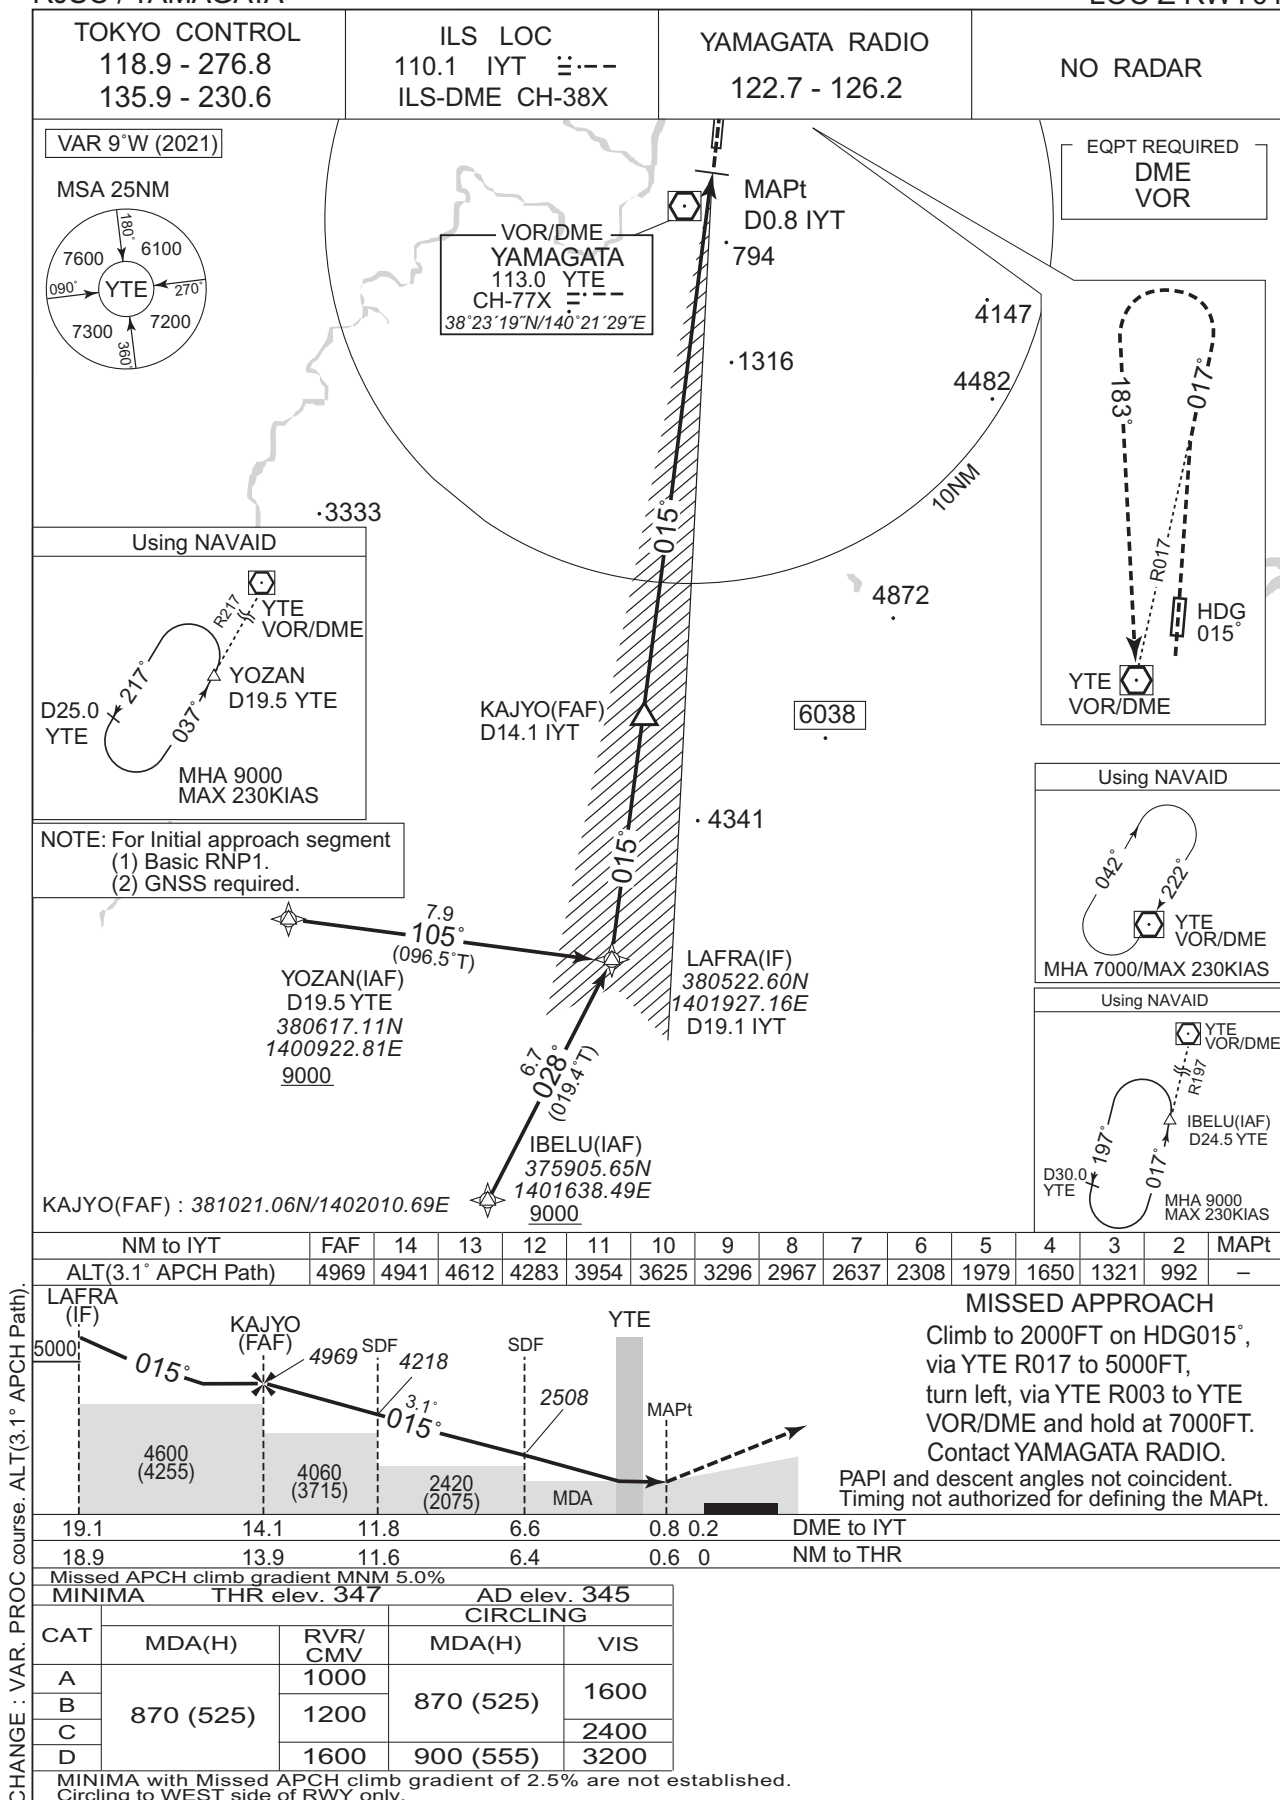 TOKYO CONTROL
118.9 - 276.8
135.9 - 230.6
ILS LOC
110.1 IYT
ILS-DME CH-38X
YAMAGATA RADIO
122.7 - 126.2
NO RADAR
VAR 9˚W (2021)
MSA 25NM
180˚
7600
6100
090˚
YTE
270˚
7300
7200
360˚
VOR/DME
YAMAGATA
113.0 YTE
CH-77X
38˚23´19˝N/140˚21´29˝E
MAPt
D0.8 IYT
794
4147
1316
4482
10NM
3333
4872
015˚
EQPT REQUIRED
DME
VOR
183˚
017˚
R017
HDG
015˚
YTE
VOR/DME
Using NAVAID
R217
YTE
VOR/DME
217˚
YOZAN
D19.5 YTE
D25.0
YTE
037˚
MHA 9000
MAX 230KIAS
KAJYO(FAF)
D14.1 IYT
6038
4341
NOTE: For Initial approach segment
(1) Basic RNP1.
(2) GNSS required.
015˚
Using NAVAID
042˚
222˚
YTE
VOR/DME
MHA 7000/MAX 230KIAS
7.9
105˚
(096.5˚T)
YOZAN(IAF)
D19.5 YTE
380617.11N
1400922.81E
9000
LAFRA(IF)
380522.60N
1401927.16E
D19.1 IYT
6.7
028˚
(019.4˚T)
IBELU(IAF)
375905.65N
1401638.49E
9000
Using NAVAID
YTE
VOR/DME
R197
IBELU(IAF)
D24.5 YTE
197˚
D30.0
YTE
017˚
MHA 9000
MAX 230KIAS
KAJYO(FAF) : 381021.06N/1402010.69E
NM to IYT FAF 14 13 12 11 10 9 8 7 6 5 4 3 2 MAPt
ALT(3.1˚ APCH Path) 4969 4941 4612 4283 3954 3625 3296 2967 2637 2308 1979 1650 1321 992 –
LAFRA
(IF)
5000
015˚
KAJYO
(FAF)
4969
SDF
4218
3.1˚
015˚
SDF
2508
YTE
MAPt
4600
(4255)
4060
(3715)
2420
(2075)
MDA
MISSED APPROACH
Climb to 2000FT on HDG015˚,
via YTE R017 to 5000FT,
turn left, via YTE R003 to YTE
VOR/DME and hold at 7000FT.
Contact YAMAGATA RADIO.
PAPI and descent angles not coincident.
Timing not authorized for defining the MAPt.
19.1 14.1 11.8 6.6 0.8 0.2 DME to IYT
18.9 13.9 11.6 6.4 0.6 0 NM to THR
Missed APCH climb gradient MNM 5.0%
MINIMA THR elev. 347 AD elev. 345
CIRCLING
CAT MDA(H) RVR/CMV MDA(H) VIS
A 870 (525) 1000 870 (525) 1600
B 1200
C 2400
D 1600 900 (555) 3200
MINIMA with Missed APCH climb gradient of 2.5% are not established.
Circling to WEST side of RWY only.
CHANGE : VAR. PROC course. ALT(3.1° APCH Path).